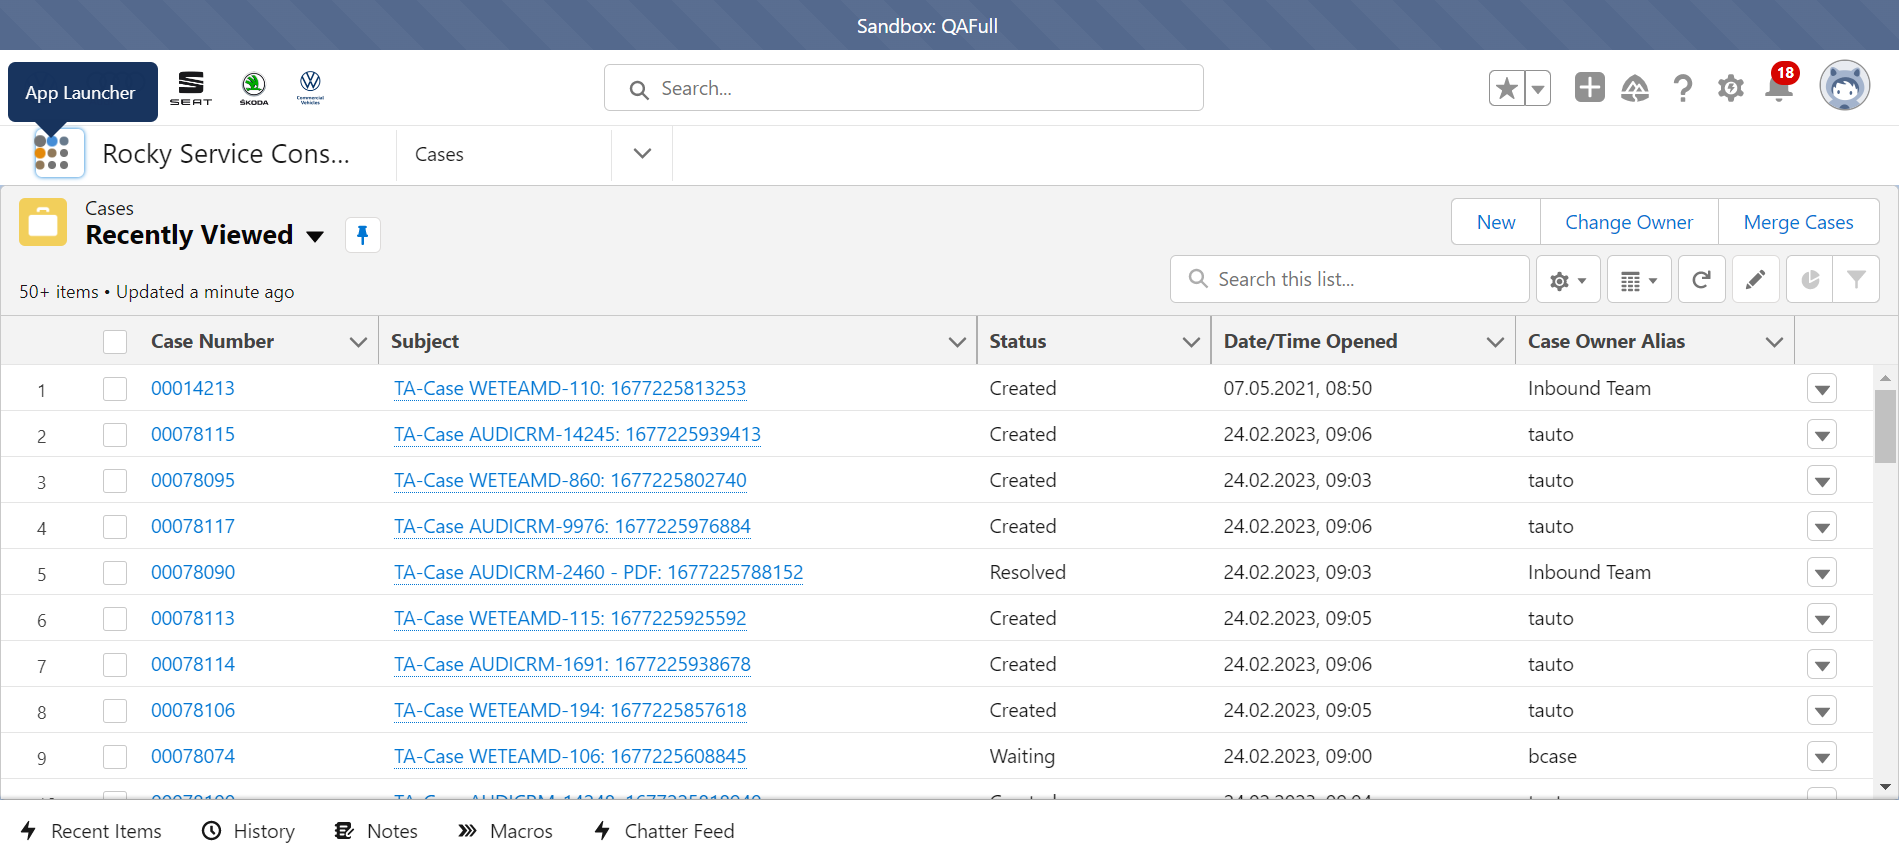 Sandbox: QAFull
App Launcher
SEAT
ŠKODA
Commercial
Vehicles
Search...
18
Rocky Service Cons...
Cases
Cases
Recently Viewed
New
Change Owner
Merge Cases
50+ items • Updated a minute ago
Search this list...
Case Number Subject Status Date/Time Opened Case Owner Alias
1 00014213 TA-Case WETEAMD-110: 1677225813253 Created 07.05.2021, 08:50 Inbound Team
2 00078115 TA-Case AUDICRM-14245: 1677225939413 Created 24.02.2023, 09:06 tauto
3 00078095 TA-Case WETEAMD-860: 1677225802740 Created 24.02.2023, 09:03 tauto
4 00078117 TA-Case AUDICRM-9976: 1677225976884 Created 24.02.2023, 09:06 tauto
5 00078090 TA-Case AUDICRM-2460 - PDF: 1677225788152 Resolved 24.02.2023, 09:03 Inbound Team
6 00078113 TA-Case WETEAMD-115: 1677225925592 Created 24.02.2023, 09:05 tauto
7 00078114 TA-Case AUDICRM-1691: 1677225938678 Created 24.02.2023, 09:06 tauto
8 00078106 TA-Case WETEAMD-194: 1677225857618 Created 24.02.2023, 09:05 tauto
9 00078074 TA-Case WETEAMD-106: 1677225608845 Waiting 24.02.2023, 09:00 bcase
Recent Items
History
Notes
Macros
Chatter Feed